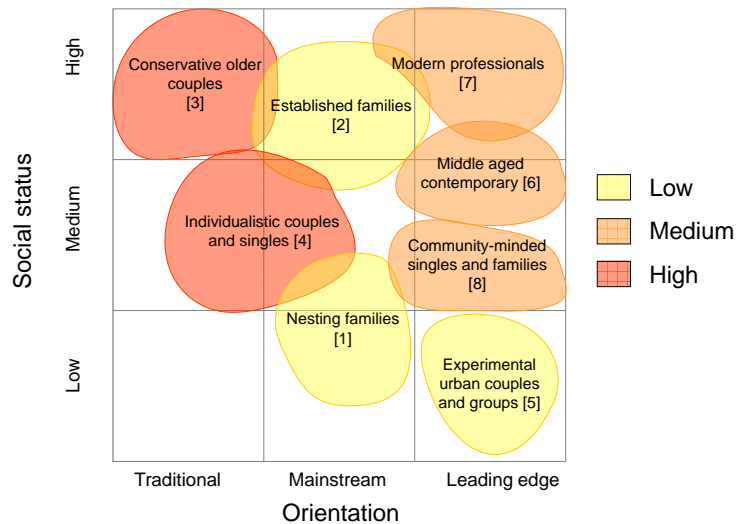 High
Conservative older
couples
[3]
Established families
[2]
Modern professionals
[7]
Social status
Medium
Middle aged
contemporary [6]
Individualistic couples
and singles [4]
Community-minded
singles and families
[8]
Low
Nesting families
[1]
Experimental
urban couples
and groups [5]
Traditional
Mainstream
Leading edge
Orientation
Low
Medium
High